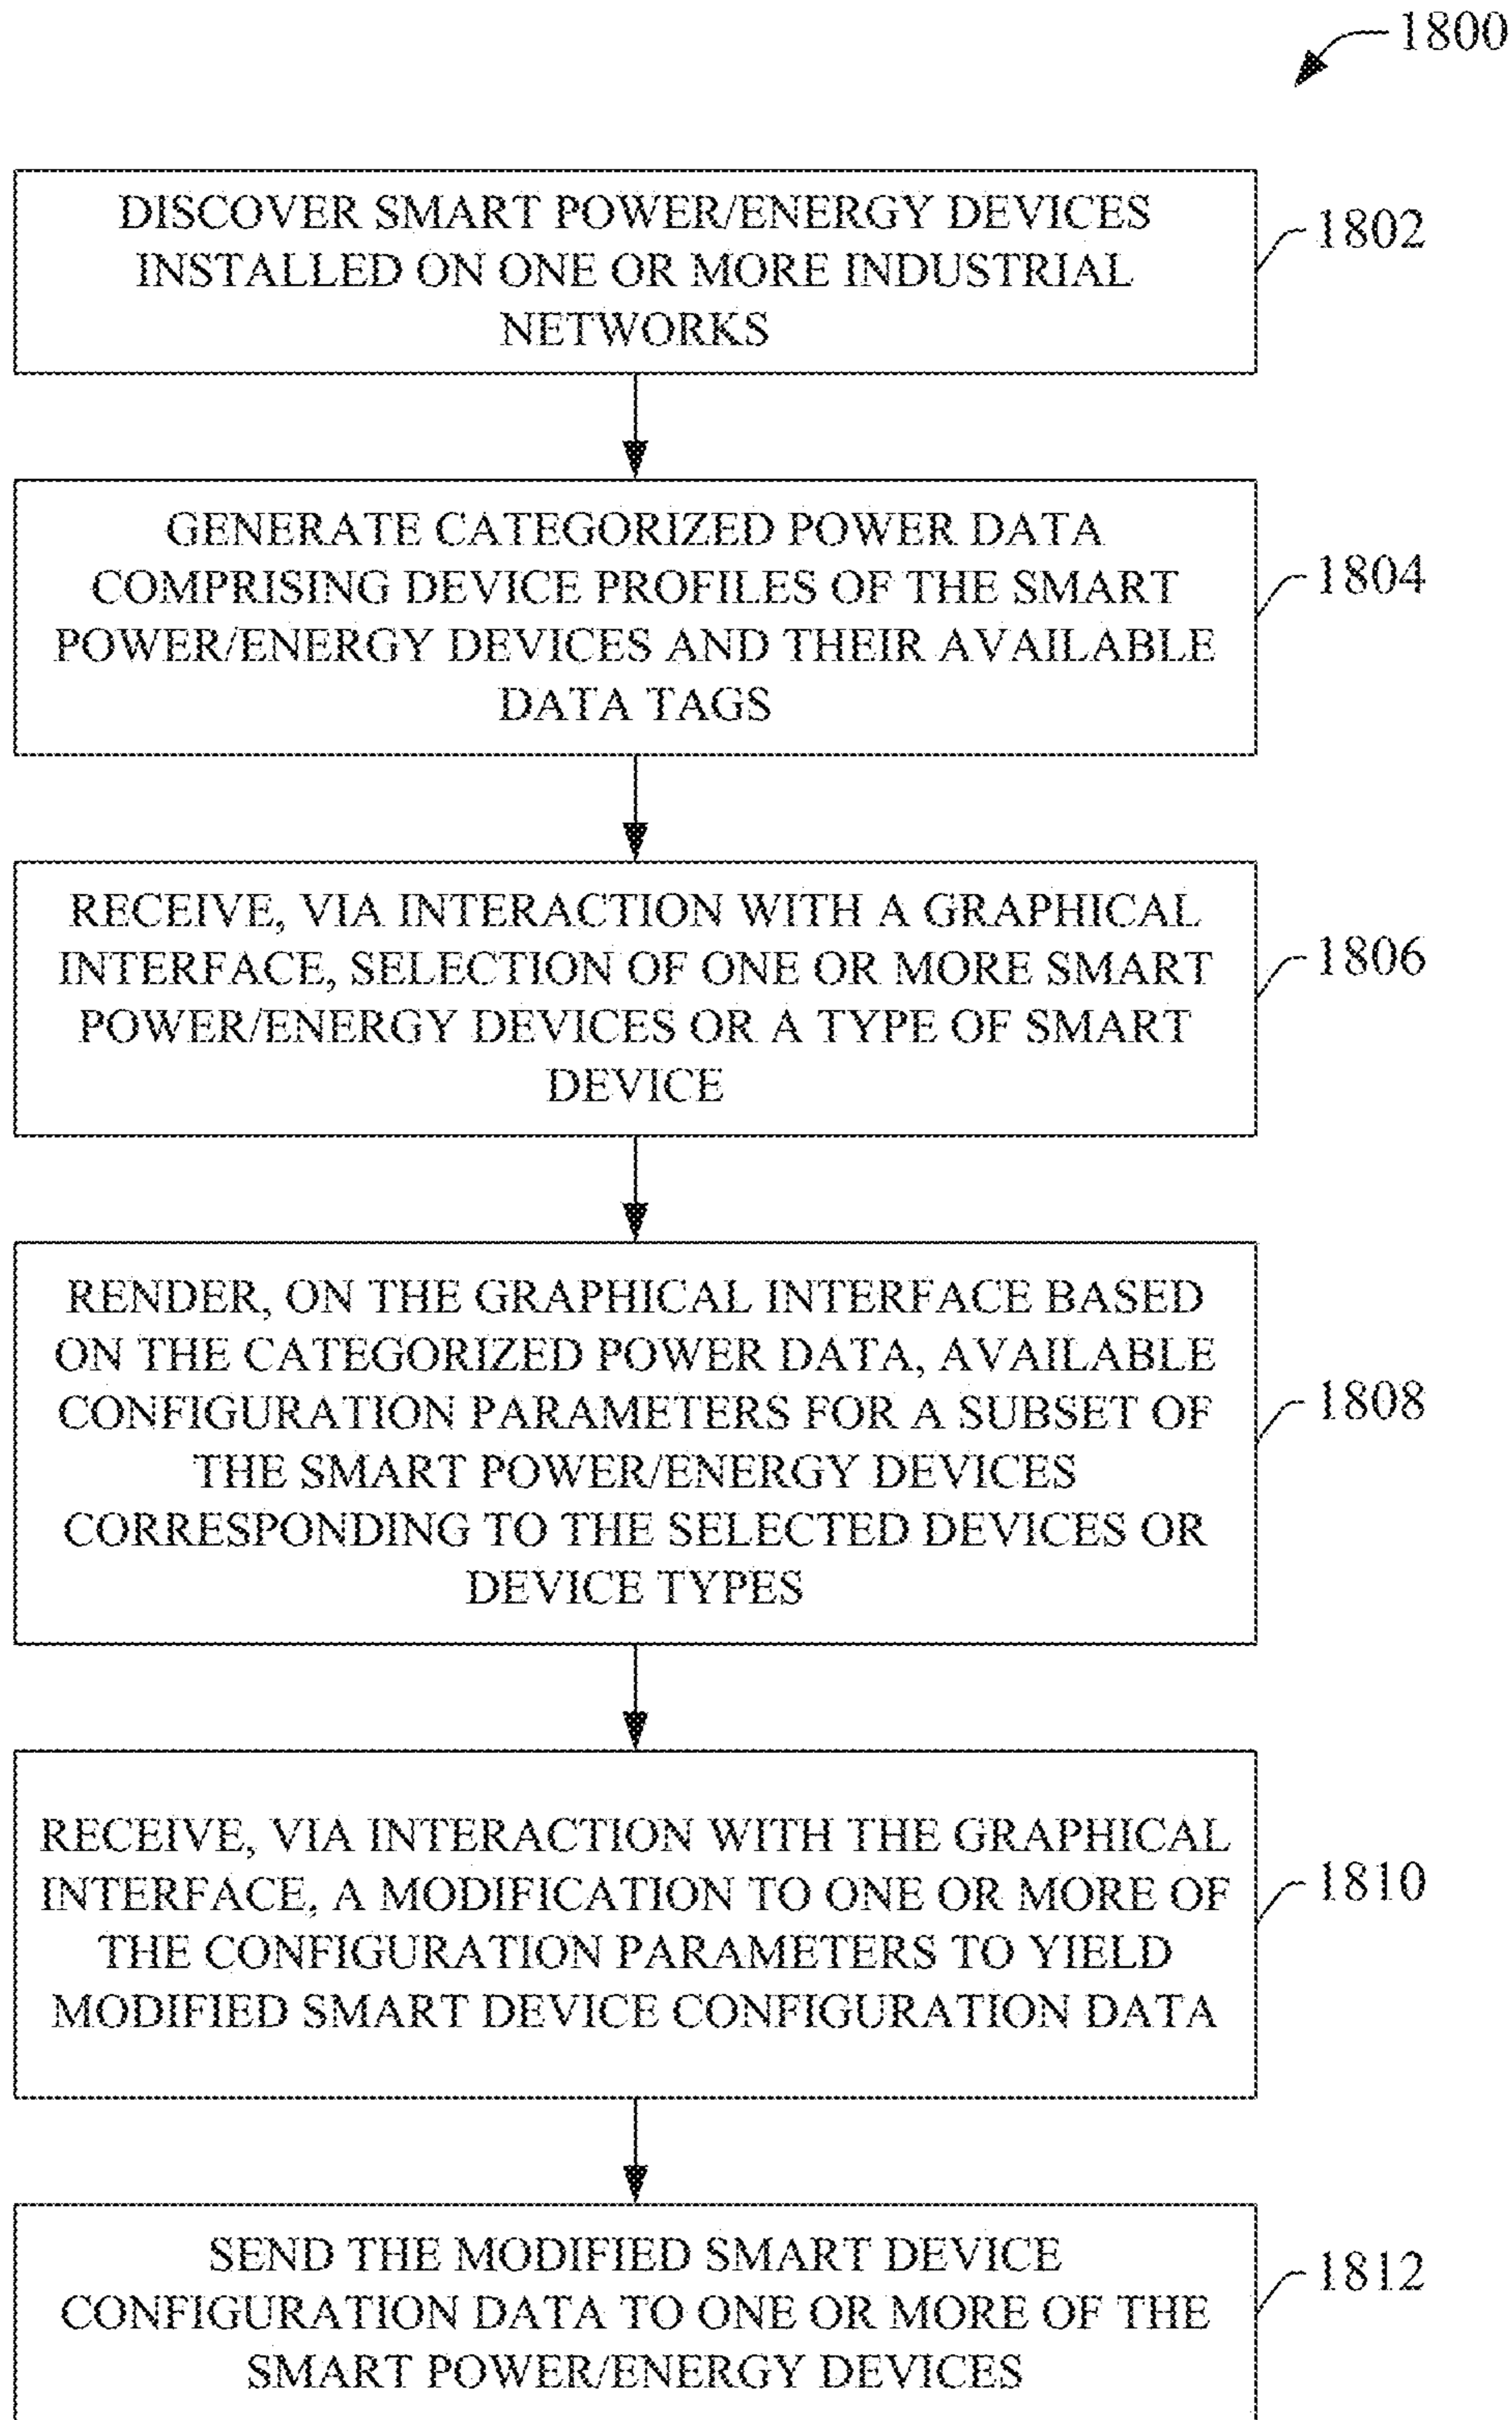 1800
DISCOVER SMART POWER/ENERGY DEVICES
INSTALLED ON ONE OR MORE INDUSTRIAL
NETWORKS
1802
GENERATE CATEGORIZED POWER DATA
COMPRISING DEVICE PROFILES OF THE SMART
POWER/ENERGY DEVICES AND THEIR AVAILABLE
DATA TAGS
1804
RECEIVE, VIA INTERACTION WITH A GRAPHICAL
INTERFACE, SELECTION OF ONE OR MORE SMART
POWER/ENERGY DEVICES OR A TYPE OF SMART
DEVICE
1806
RENDER, ON THE GRAPHICAL INTERFACE BASED
ON THE CATEGORIZED POWER DATA, AVAILABLE
CONFIGURATION PARAMETERS FOR A SUBSET OF
THE SMART POWER/ENERGY DEVICES
CORRESPONDING TO THE SELECTED DEVICES OR
DEVICE TYPES
1808
RECEIVE, VIA INTERACTION WITH THE GRAPHICAL
INTERFACE, A MODIFICATION TO ONE OR MORE OF
THE CONFIGURATION PARAMETERS TO YIELD
MODIFIED SMART DEVICE CONFIGURATION DATA
1810
SEND THE MODIFIED SMART DEVICE
CONFIGURATION DATA TO ONE OR MORE OF THE
SMART POWER/ENERGY DEVICES
1812